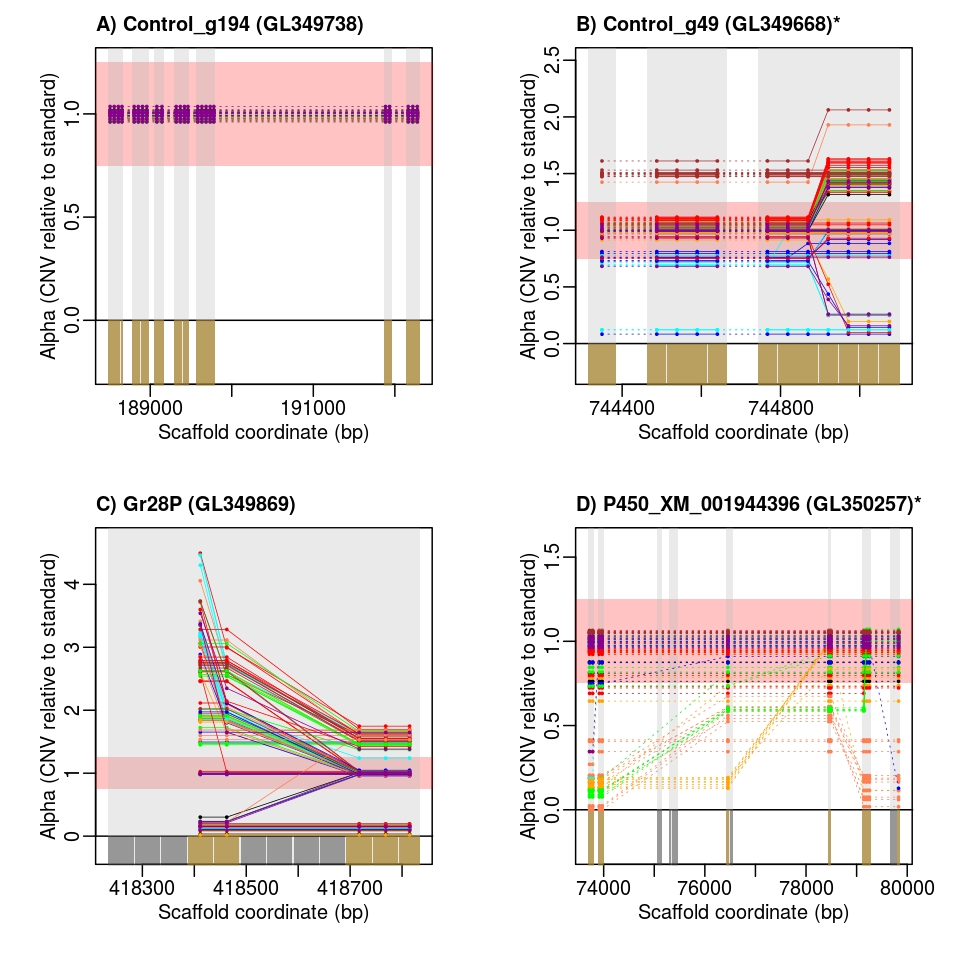 A) Control_g194 (GL349738)
Alpha (CNV relative to standard)
0.0 0.5 1.0
189000 191000
Scaffold coordinate (bp)
B) Control_g49 (GL349668)*
Alpha (CNV relative to standard)
0.0 0.5 1.0 1.5 2.0 2.5
744400 744800
Scaffold coordinate (bp)
C) Gr28P (GL349869)
Alpha (CNV relative to standard)
0 1 2 3 4
418300 418500 418700
Scaffold coordinate (bp)
D) P450_XM_001944396 (GL350257)*
Alpha (CNV relative to standard)
0.0 0.5 1.0 1.5
74000 76000 78000 80000
Scaffold coordinate (bp)